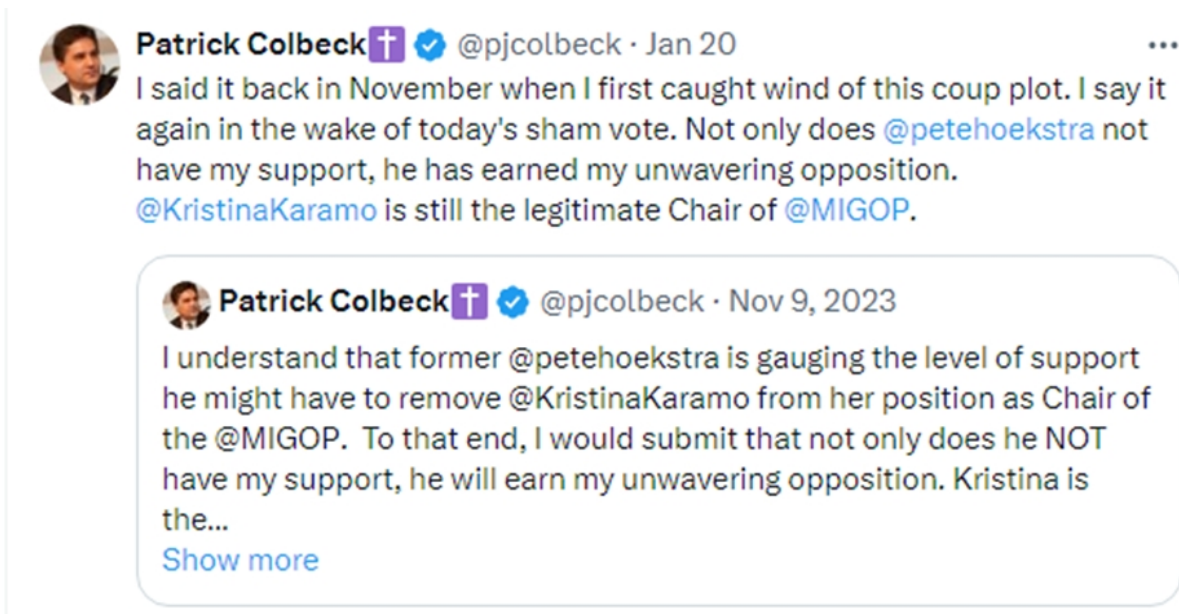 Patrick Colbeck✝️ @pjcolbeck · Jan 20
I said it back in November when I first caught wind of this coup plot. I say it
again in the wake of today's sham vote. Not only does @petehoekstra not
have my support, he has earned my unwavering opposition.
@KristinaKaramo is still the legitimate Chair of @MIGOP.
Patrick Colbeck✝️ @pjcolbeck · Nov 9, 2023
I understand that former @petehoekstra is gauging the level of support
he might have to remove @KristinaKaramo from her position as Chair of
the @MIGOP.  To that end, I would submit that not only does he NOT
have my support, he will earn my unwavering opposition. Kristina is
the...
Show more